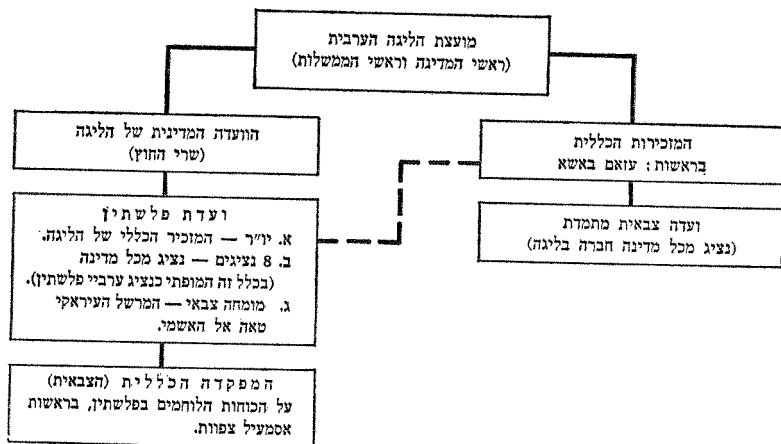 מועצת הליגה הערבית
(ראשי המדינה וראשי הממשלות)
הוועדה המדינית של הליגה
(שרי החוץ)
המזכירות הכללית
בראשות: עזאם באשא
ועדת פלשתין
א. יו"ר — המזכיר הכללי של הליגה.
ב. 8 נציגים — נציג מכל מדינה
(בכלל זה המופתי כנציג ערביי פלשתין).
ג. מומחה צבאי — המרשל העיראקי
טאה אל האשמי.
ועדה צבאית מתמדת
(נציג מכל מדינה חברה בליגה)
המפקדה הכללית (הצבאית)
על הכוחות הלוחמים בפלשתין, בראשות
אסמעיל צפוות.